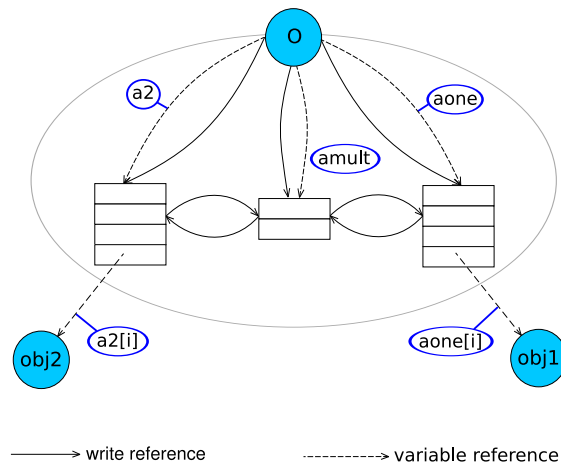 O
a2
aone
amult
obj2
a2[i]
aone[i]
obj1
write reference
variable reference